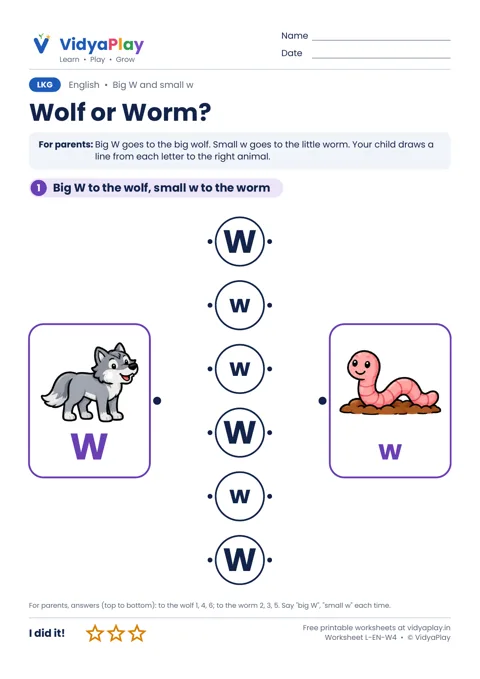 VidyaPlay
Learn • Play • Grow
Name
Date
LKG English • Big W and small w
Wolf or Worm?
For parents: Big W goes to the big wolf. Small w goes to the little worm. Your child draws a
line from each letter to the right animal.
1 Big W to the wolf, small w to the worm
W
w
w
W
w
W
W
w
For parents, answers (top to bottom): to the wolf 1, 4, 6; to the worm 2, 3, 5. Say "big W", "small w" each time.
I did it!
Free printable worksheets at vidyaplay.in
Worksheet L-EN-W4 • © VidyaPlay